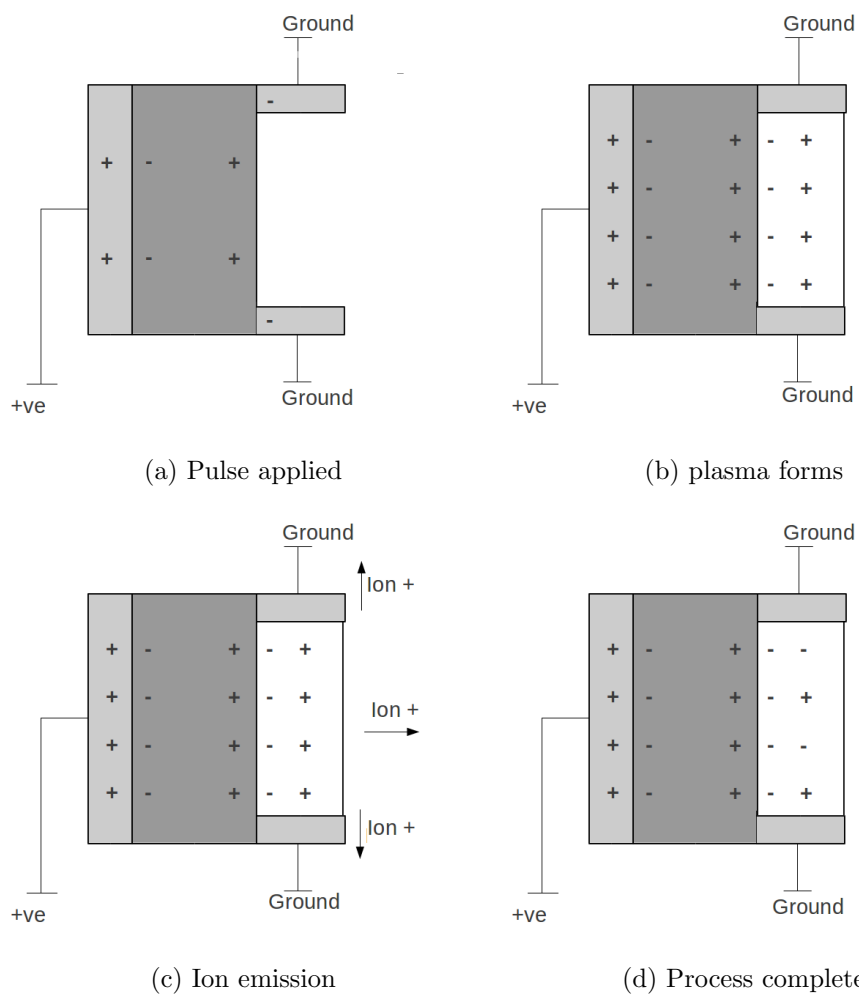 Ground
Ground
-
+ - + + - + - +
+ - + - +
+ - + + - + - +
+ - + - +
-
+ve Ground
+ve Ground
(a) Pulse applied
(b) plasma forms
Ground
Ground
Ion +
+ - + - + + - + - -
+ - + - + Ion + + - + - +
+ - + - + + - + - -
+ - + - + + - + - +
Ion +
+ve Ground
+ve Ground
(c) Ion emission
(d) Process complete